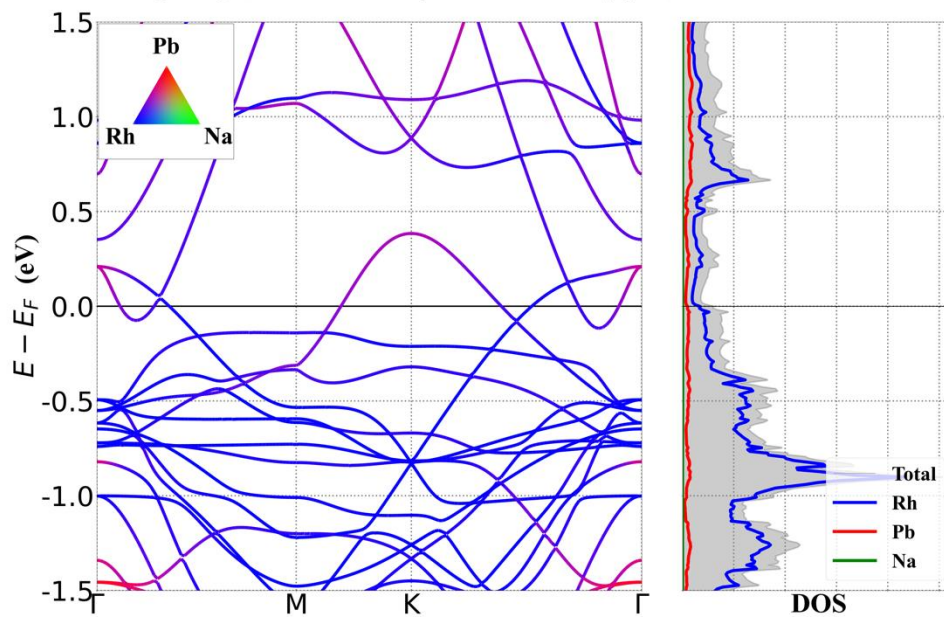 1.5
1.0
0.5
0.0
-0.5
-1.0
-1.5
E − E_F (eV)
Pb
Rh
Na
Γ
M
K
Γ
Total
Rh
Pb
Na
DOS